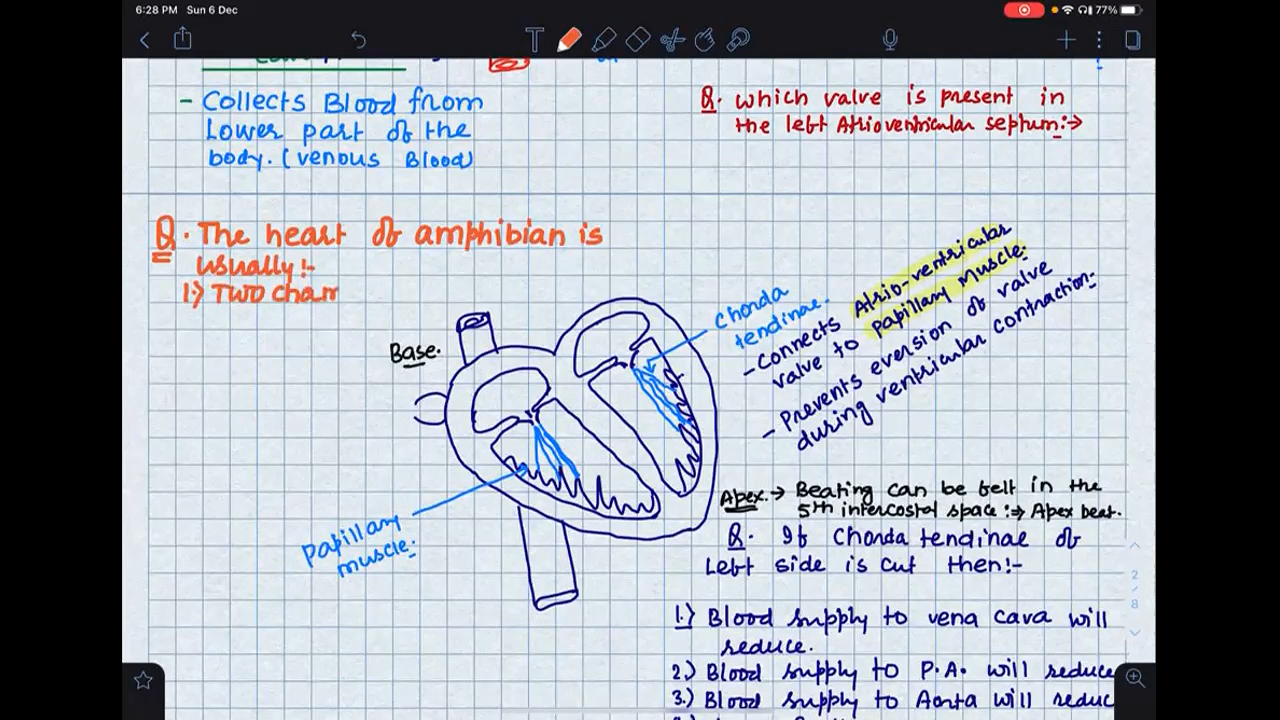 6:28 PM Sun 6 Dec
77%
- Collects Blood from
Lower part of the
body. (venous Blood)
Q. which valve is present in
the left Atrioventricular septum:→
Q. The heart of amphibian is
usually:-
1.) Two cham
Base.
Chorda
tendinae.
- Connects Atrio-ventricular
valve to Papillary Muscle.
- Prevents eversion of valve
during ventricular contraction.
Papillary
muscle.
Apex.→ Beating can be felt in the
5th intercostal space:→ Apex beat.
Q. If Chorda tendinae of
Left side is cut then:-
1.) Blood supply to vena cava will
reduce.
2.) Blood supply to P.A. will reduce
3.) Blood supply to Aorta will reduc
2
8